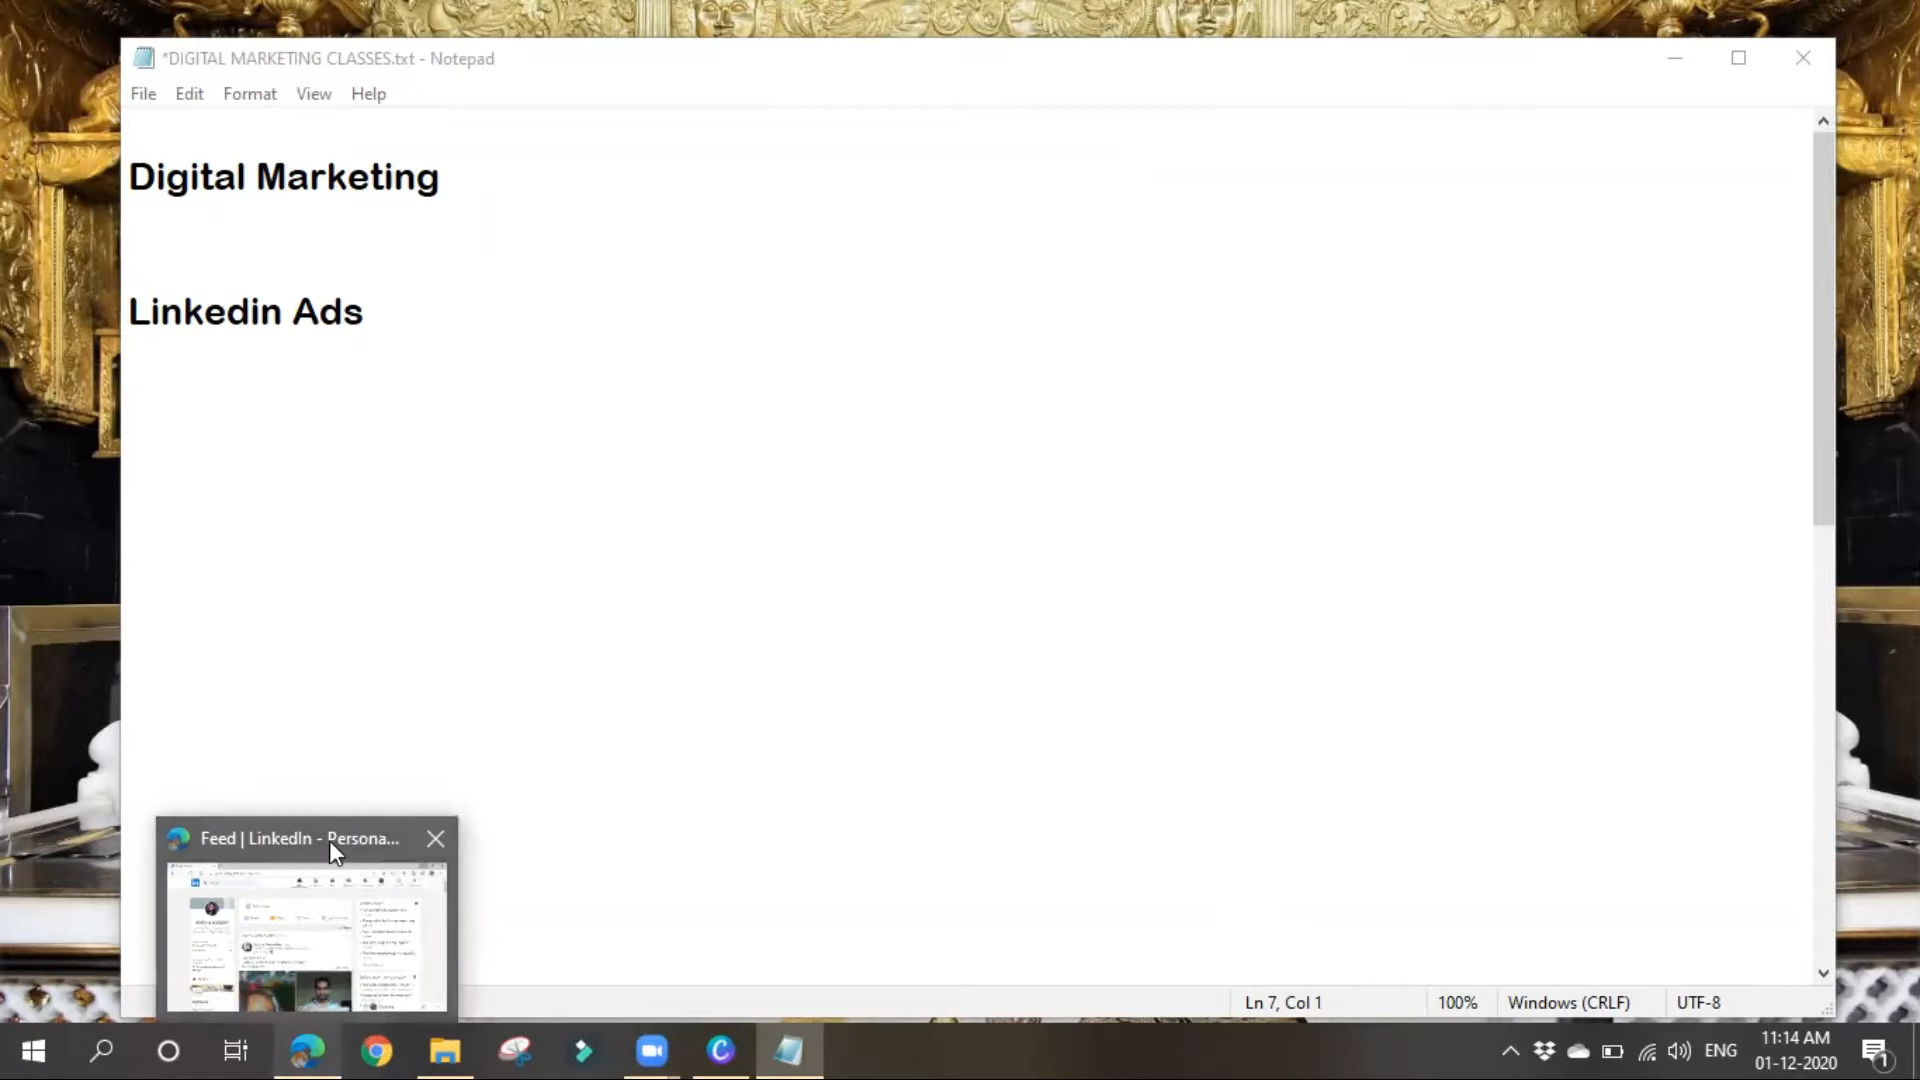 *DIGITAL MARKETING CLASSES.txt - Notepad
File Edit Format View Help
Digital Marketing
Linkedin Ads
Feed | LinkedIn - Persona...
Ln 7, Col 1 100% Windows (CRLF) UTF-8
ENG
11:14 AM
01-12-2020
1